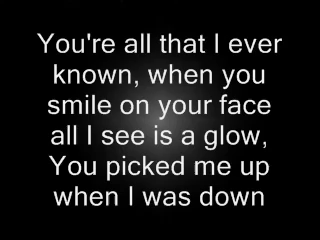 You're all that I ever
known, when you
smile on your face
all I see is a glow,
You picked me up
when I was down